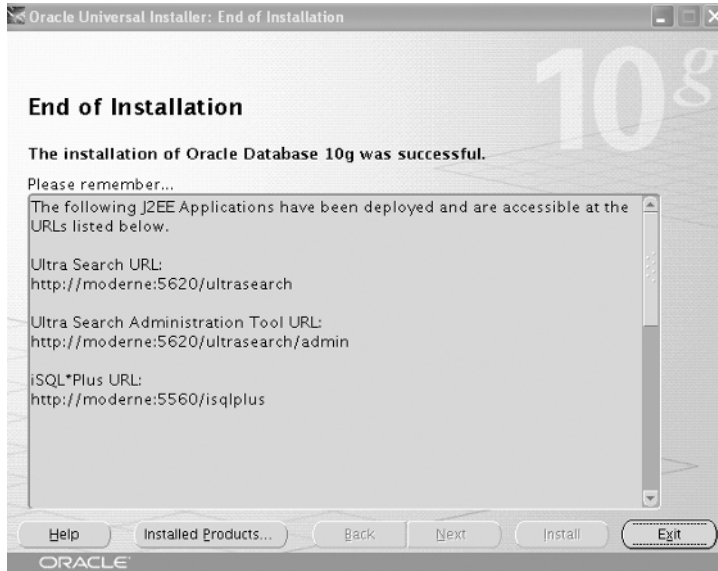 Oracle Universal Installer: End of Installation
10g
End of Installation
The installation of Oracle Database 10g was successful.
Please remember...
The following J2EE Applications have been deployed and are accessible at the
URLs listed below.
Ultra Search URL:
http://moderne:5620/ultrasearch
Ultra Search Administration Tool URL:
http://moderne:5620/ultrasearch/admin
iSQL*Plus URL:
http://moderne:5560/isqlplus
Help Installed Products... Back Next Install Exit
ORACLE